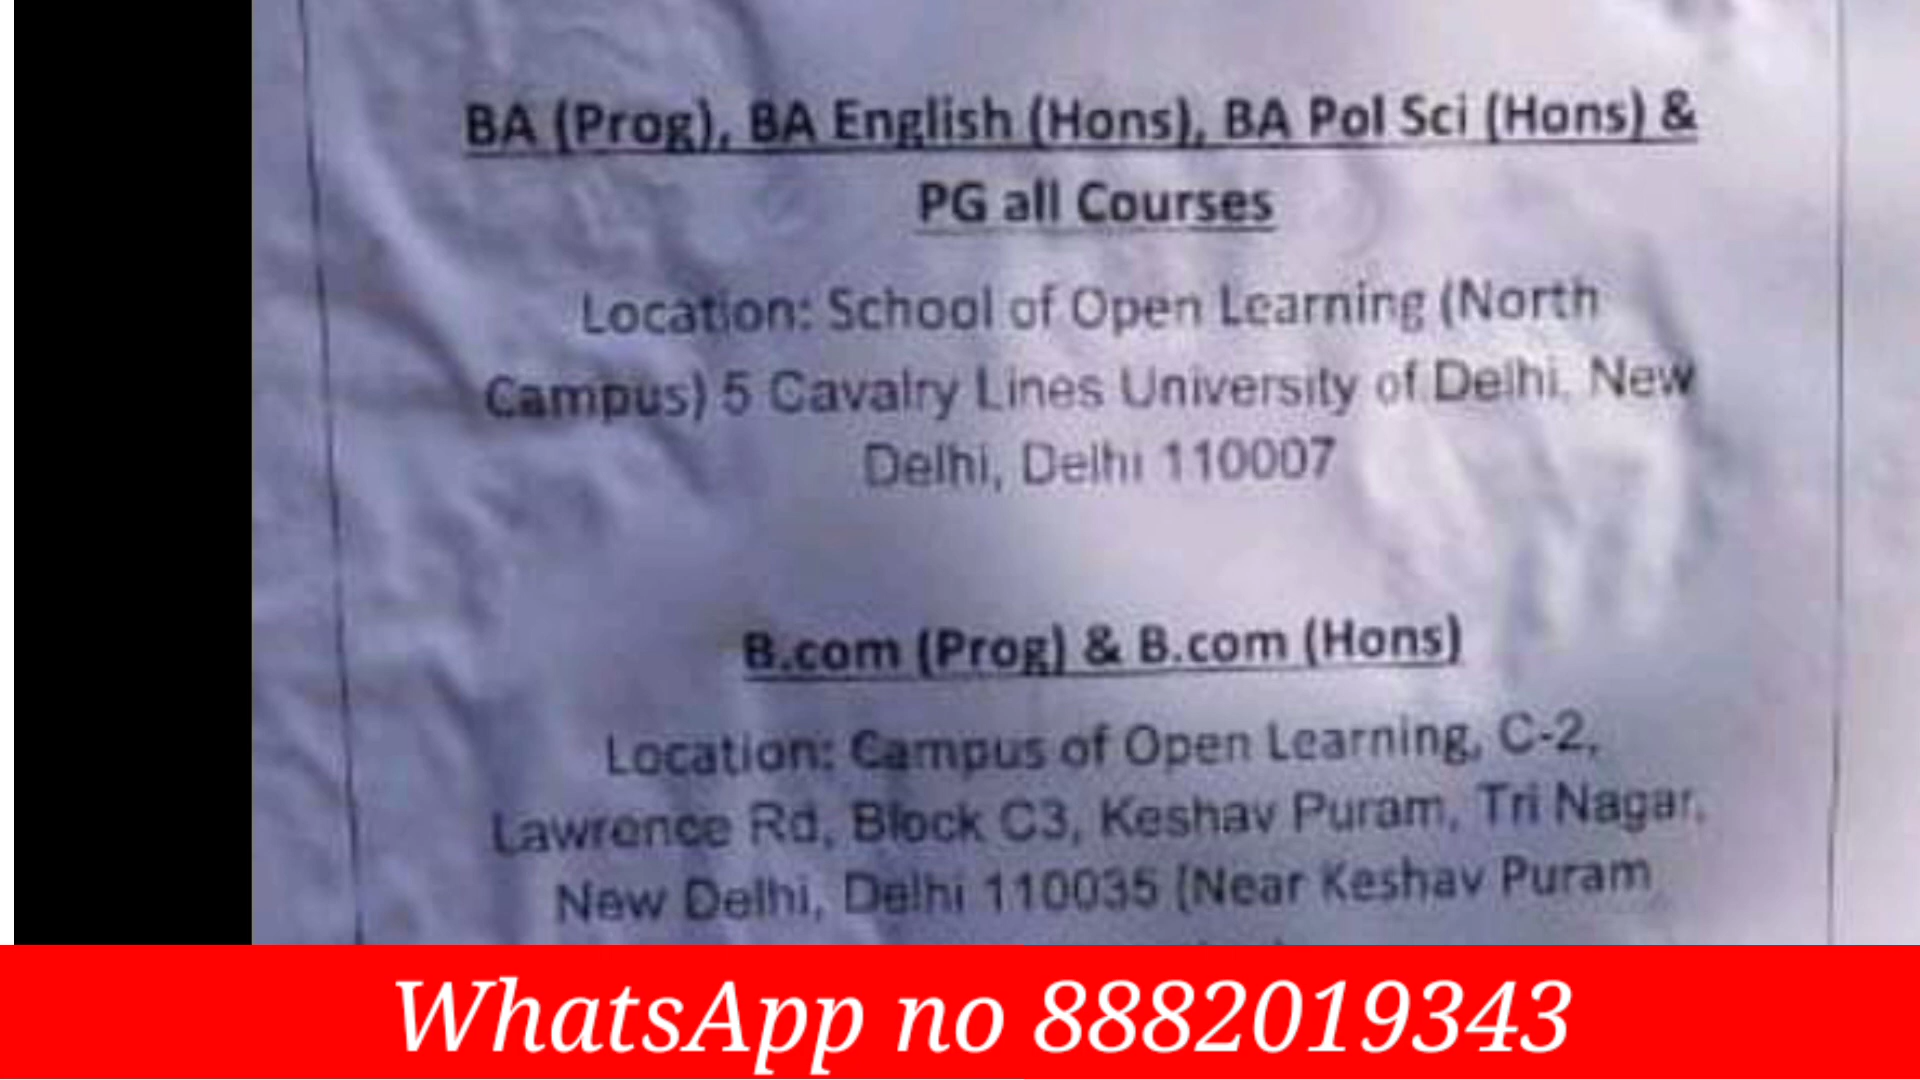 BA (Prog), BA English (Hons), BA Pol Sci (Hons) &
PG all Courses
Location: School of Open Learning (North
Campus) 5 Cavalry Lines University of Delhi, New
Delhi, Delhi 110007
B.com (Prog) & B.com (Hons)
Location: Campus of Open Learning, C-2,
Lawrence Rd, Block C3, Keshav Puram, Tri Nagar,
New Delhi, Delhi 110035 (Near Keshav Puram
WhatsApp no 8882019343